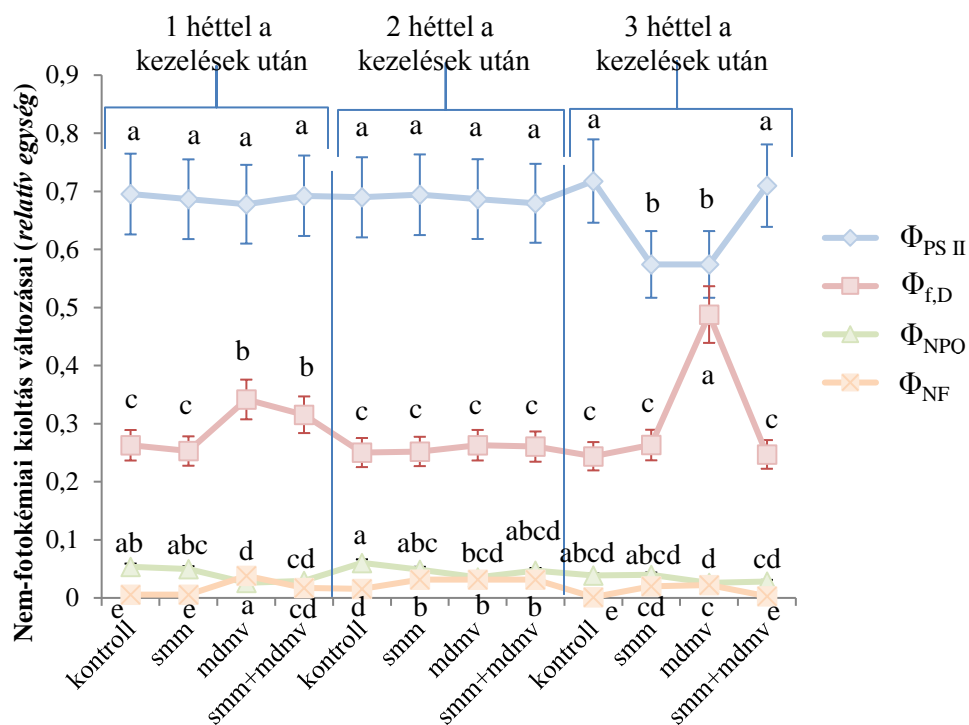 1 héttel a
kezelések után
2 héttel a
kezelések után
3 héttel a
kezelések után
Nem-fotokémiai kioltás változásai (relatív egység)
0,9
0,8
0,7
0,6
0,5
0,4
0,3
0,2
0,1
0
a a a a a a a a a b b a
c c b b c c c c c c a c
ab abc d cd a abc bcd abcd abcd abcd d cd
e e a cd d b b b e cd c e
kontroll
smm
mdmv
smm+mdmv
kontroll
smm
mdmv
smm+mdmv
kontroll
smm
mdmv
smm+mdmv
ΦPS II
Φf,D
ΦNPQ
ΦNF